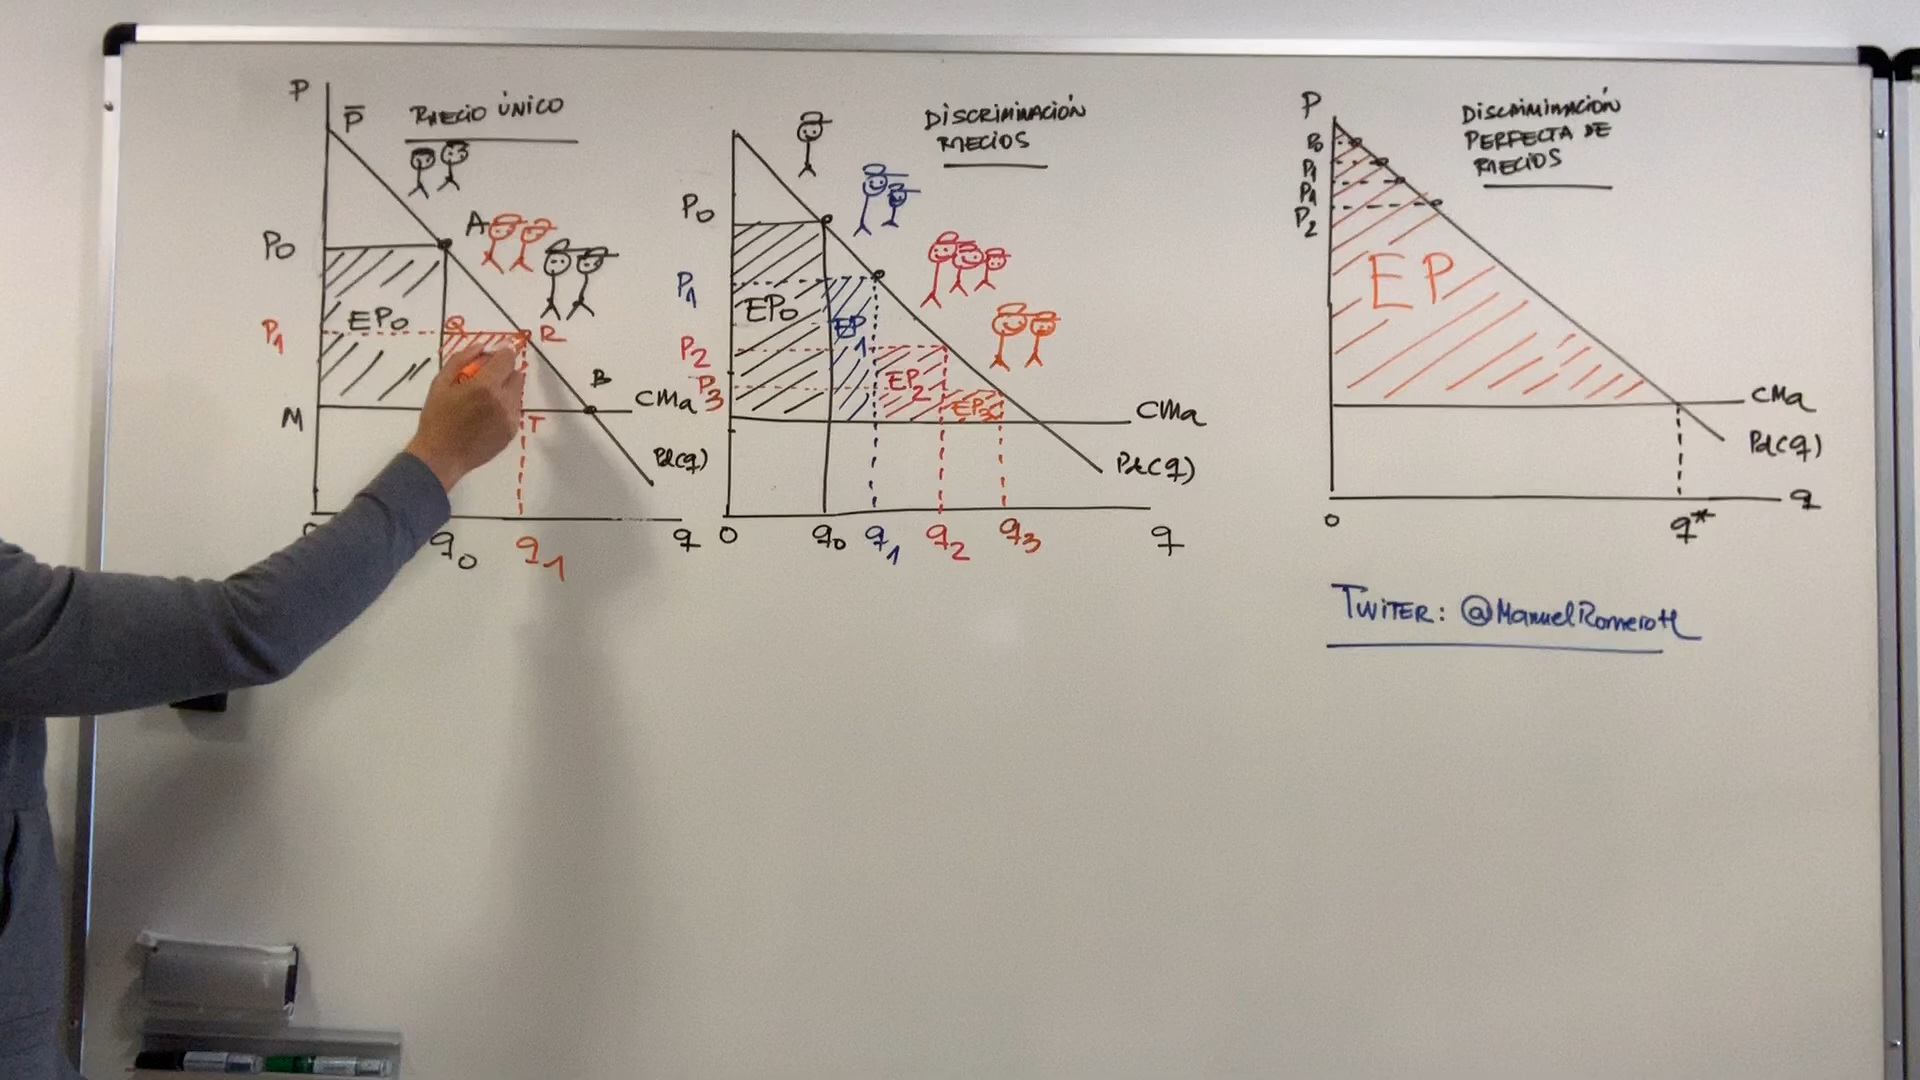 P
P̅
PRECIO ÚNICO
A
P0
EP0
P1
Q
R
B
M
CMa
T
Pd(q)
q0
q1
q
DISCRIMINACIÓN
PRECIOS
P0
P1
EP0
EP1
P2
EP2
P3
EP3
CMa
Pd(q)
0
q0
q1
q2
q3
q
P
DISCRIMINACIÓN
PERFECTA DE
PRECIOS
P0
P1
P1
P2
EP
CMa
Pd(q)
0
q*
q
TWITER: @ManuelRomeroH